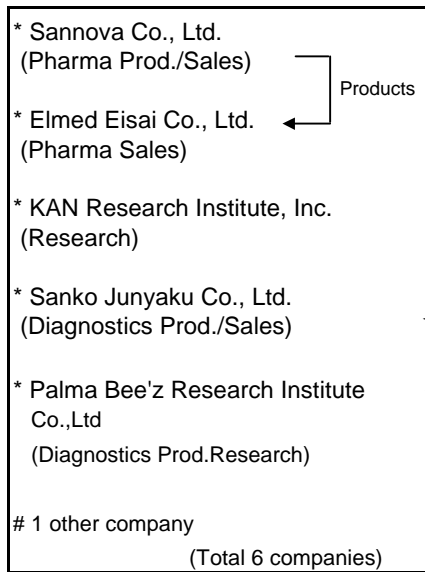 * Sannova Co., Ltd.
(Pharma Prod./Sales)
Products
* Elmed Eisai Co., Ltd.
(Pharma Sales)
* KAN Research Institute, Inc.
(Research)
* Sanko Junyaku Co., Ltd.
(Diagnostics Prod./Sales)
* Palma Bee'z Research Institute
Co.,Ltd
(Diagnostics Prod.Research)
# 1 other company
(Total 6 companies)